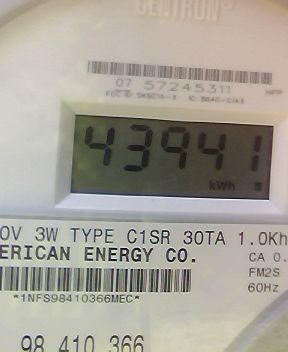 CENTRON®
07 57245311
43941
kWh
0V 3W TYPE C1SR 30TA 1.0Kh
ERICAN ENERGY CO. CA 0.
FM2S
*1NFS98410366MEC* 60Hz
98 410 366